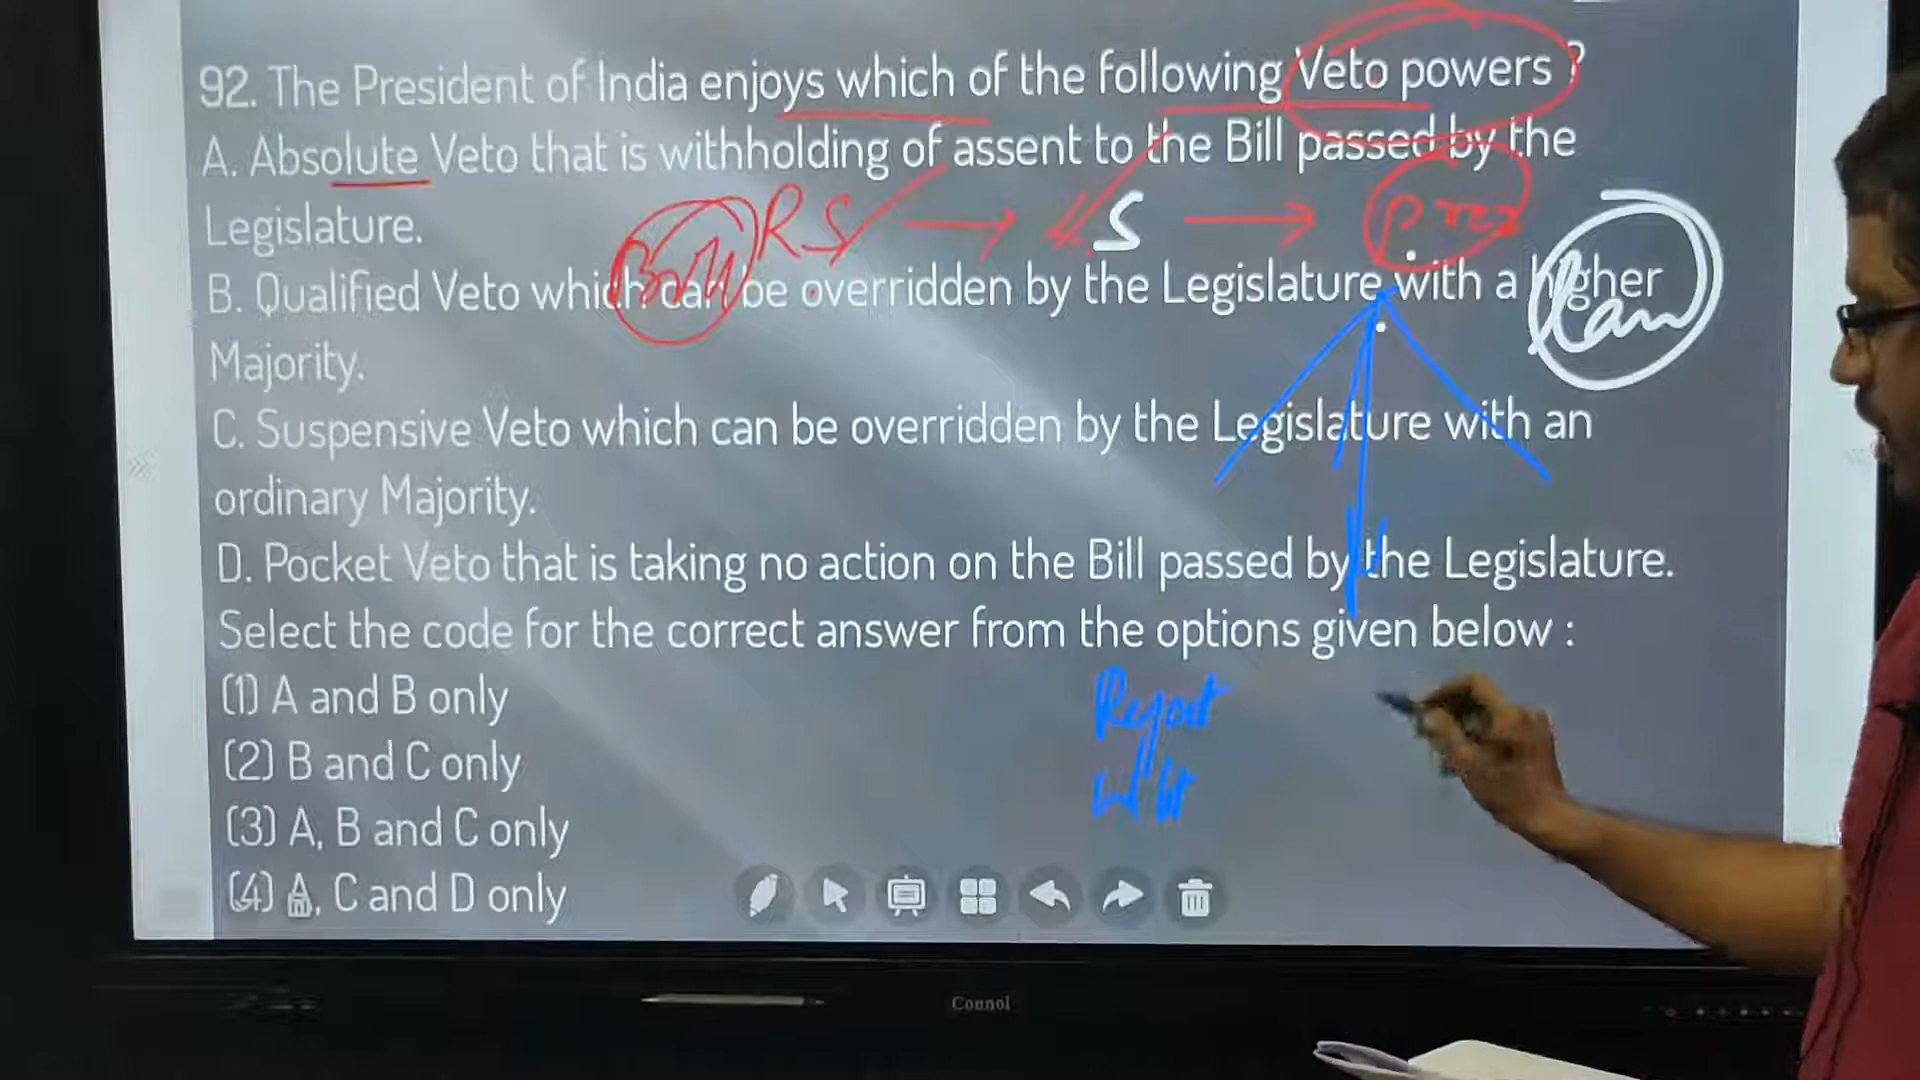 92. The President of India enjoys which of the following Veto powers ?
A. Absolute Veto that is withholding of assent to the Bill passed by the
Legislature.
Bill RS → LS → Pres
law
B. Qualified Veto which can be overridden by the Legislature with a higher
Majority.
C. Suspensive Veto which can be overridden by the Legislature with an
ordinary Majority.
D. Pocket Veto that is taking no action on the Bill passed by the Legislature.
Select the code for the correct answer from the options given below :
(1) A and B only
(2) B and C only
(3) A, B and C only
(4) A, C and D only
Connol